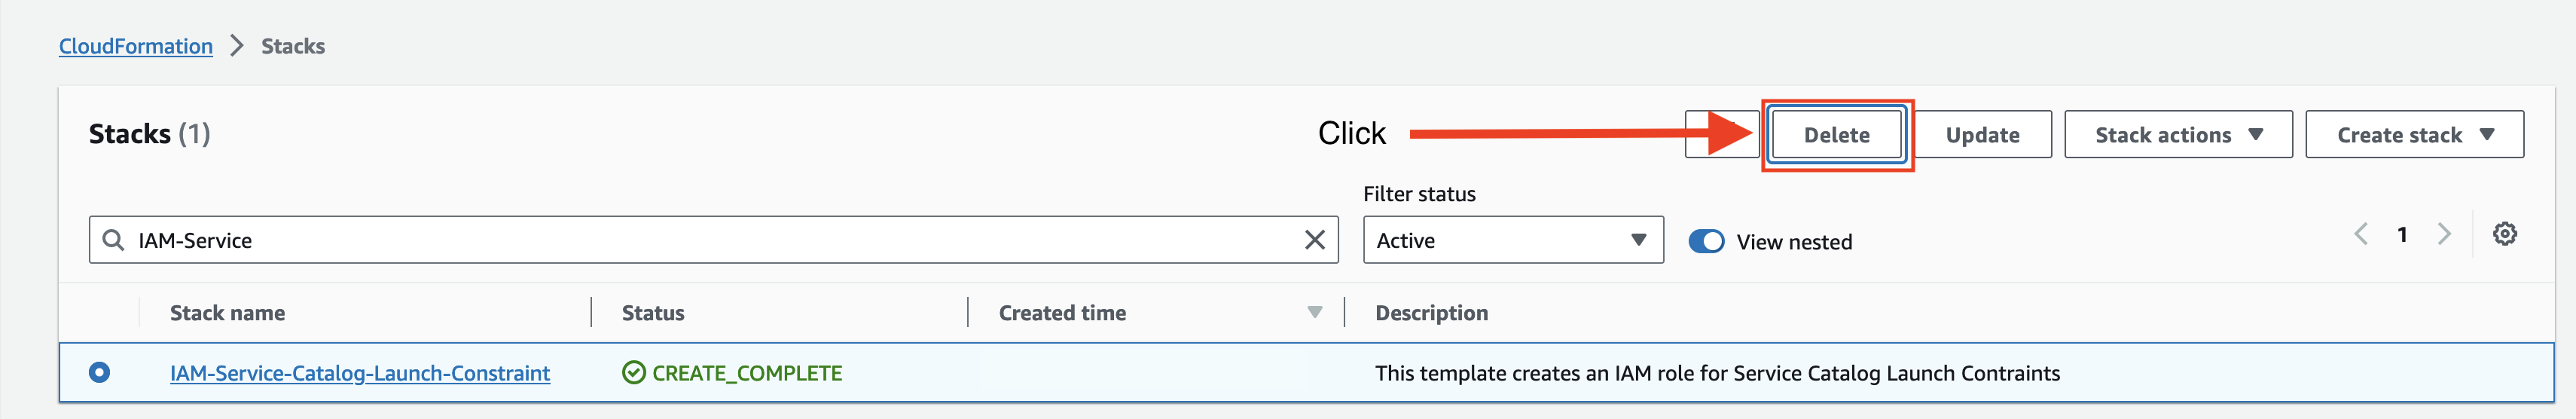 CloudFormation > Stacks
Stacks (1)
Click
Delete
Update
Stack actions
Create stack
Filter status
IAM-Service
Active
View nested
1
Stack name
Status
Created time
Description
IAM-Service-Catalog-Launch-Constraint
CREATE_COMPLETE
This template creates an IAM role for Service Catalog Launch Contraints